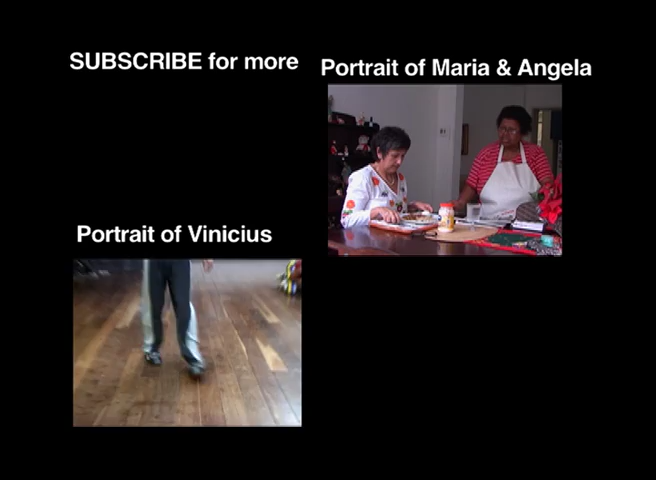 SUBSCRIBE for more
Portrait of Maria & Angela
Portrait of Vinicius